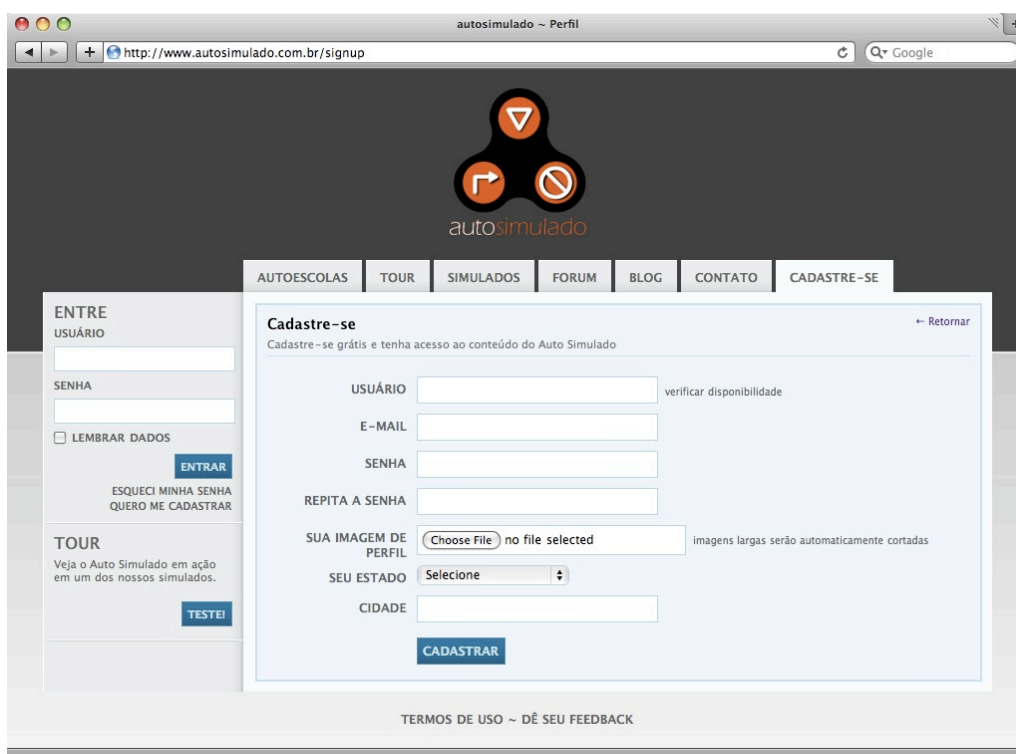 autosimulado ~ Perfil
http://www.autosimulado.com.br/signup
Google
autosimulado
AUTOESCOLAS TOUR SIMULADOS FORUM BLOG CONTATO CADASTRE-SE
ENTRE
USUÁRIO
SENHA
LEMBRAR DADOS
ENTRAR
ESQUECI MINHA SENHA
QUERO ME CADASTRAR
TOUR
Veja o Auto Simulado em ação
em um dos nossos simulados.
TESTE!
Cadastre-se
← Retornar
Cadastre-se grátis e tenha acesso ao conteúdo do Auto Simulado
USUÁRIO verificar disponibilidade
E-MAIL
SENHA
REPITA A SENHA
SUA IMAGEM DE
PERFIL
Choose File no file selected imagens largas serão automaticamente cortadas
SEU ESTADO Selecione
CIDADE
CADASTRAR
TERMOS DE USO ~ DÊ SEU FEEDBACK